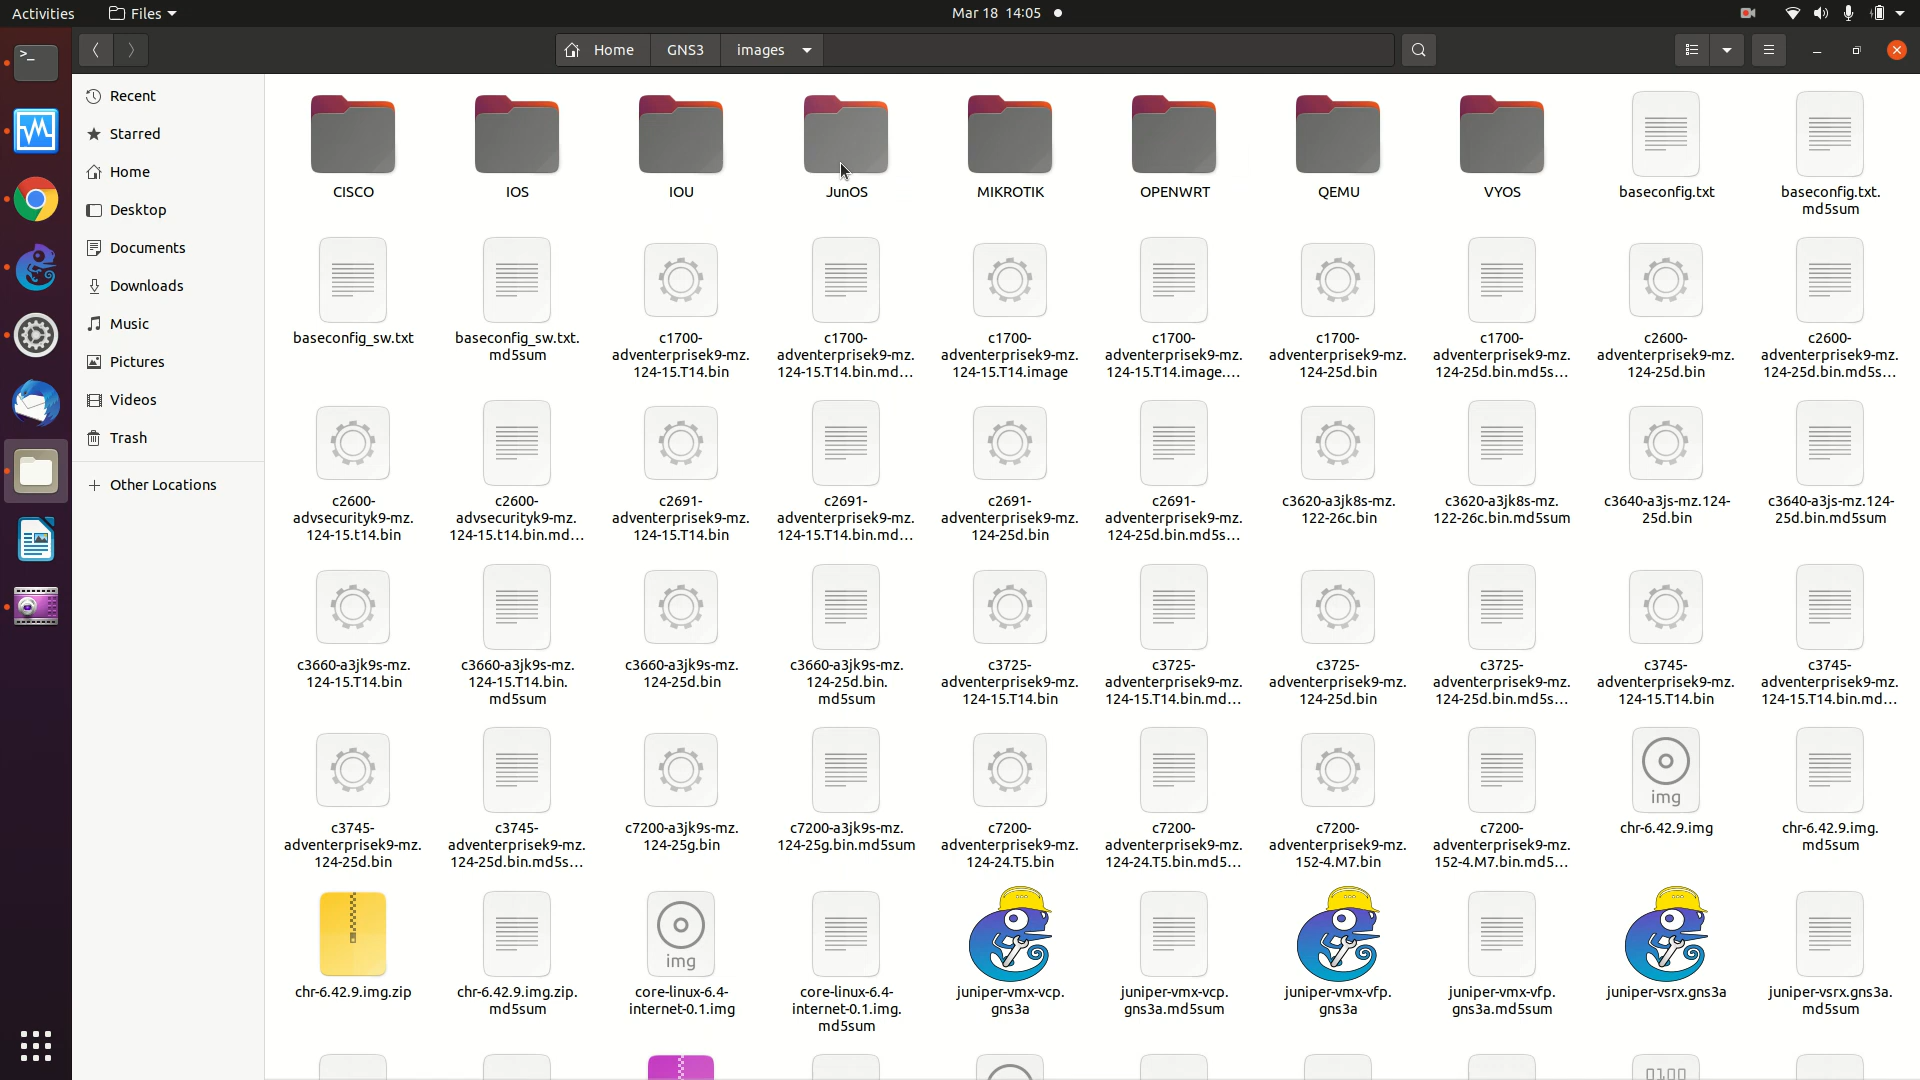 Activities
Files
Mar 18 14:05
Home
GNS3
images
Recent
Starred
Home
Desktop
Documents
Downloads
Music
Pictures
Videos
Trash
+ Other Locations
CISCO
IOS
IOU
JunOS
MIKROTIK
OPENWRT
QEMU
VYOS
baseconfig.txt
baseconfig.txt.
md5sum
baseconfig_sw.txt
baseconfig_sw.txt.
md5sum
c1700-
adventerprisek9-mz.
124-15.T14.bin
c1700-
adventerprisek9-mz.
124-15.T14.bin.md...
c1700-
adventerprisek9-mz.
124-15.T14.image
c1700-
adventerprisek9-mz.
124-15.T14.image....
c1700-
adventerprisek9-mz.
124-25d.bin
c1700-
adventerprisek9-mz.
124-25d.bin.md5s...
c2600-
adventerprisek9-mz.
124-25d.bin
c2600-
adventerprisek9-mz.
124-25d.bin.md5s...
c2600-
advsecurityk9-mz.
124-15.t14.bin
c2600-
advsecurityk9-mz.
124-15.t14.bin.md...
c2691-
adventerprisek9-mz.
124-15.T14.bin
c2691-
adventerprisek9-mz.
124-15.T14.bin.md...
c2691-
adventerprisek9-mz.
124-25d.bin
c2691-
adventerprisek9-mz.
124-25d.bin.md5s...
c3620-a3jk8s-mz.
122-26c.bin
c3620-a3jk8s-mz.
122-26c.bin.md5sum
c3640-a3js-mz.124-
25d.bin
c3640-a3js-mz.124-
25d.bin.md5sum
c3660-a3jk9s-mz.
124-15.T14.bin
c3660-a3jk9s-mz.
124-15.T14.bin.
md5sum
c3660-a3jk9s-mz.
124-25d.bin
c3660-a3jk9s-mz.
124-25d.bin.
md5sum
c3725-
adventerprisek9-mz.
124-15.T14.bin
c3725-
adventerprisek9-mz.
124-15.T14.bin.md...
c3725-
adventerprisek9-mz.
124-25d.bin
c3725-
adventerprisek9-mz.
124-25d.bin.md5s...
c3745-
adventerprisek9-mz.
124-15.T14.bin
c3745-
adventerprisek9-mz.
124-15.T14.bin.md...
c3745-
adventerprisek9-mz.
124-25d.bin
c3745-
adventerprisek9-mz.
124-25d.bin.md5s...
c7200-a3jk9s-mz.
124-25g.bin
c7200-a3jk9s-mz.
124-25g.bin.md5sum
c7200-
adventerprisek9-mz.
124-24.T5.bin
c7200-
adventerprisek9-mz.
124-24.T5.bin.md5...
c7200-
adventerprisek9-mz.
152-4.M7.bin
c7200-
adventerprisek9-mz.
152-4.M7.bin.md5...
img
chr-6.42.9.img
chr-6.42.9.img.
md5sum
chr-6.42.9.img.zip
chr-6.42.9.img.zip.
md5sum
img
core-linux-6.4-
internet-0.1.img
core-linux-6.4-
internet-0.1.img.
md5sum
juniper-vmx-vcp.
gns3a
juniper-vmx-vcp.
gns3a.md5sum
juniper-vmx-vfp.
gns3a
juniper-vmx-vfp.
gns3a.md5sum
juniper-vsrx.gns3a
juniper-vsrx.gns3a.
md5sum